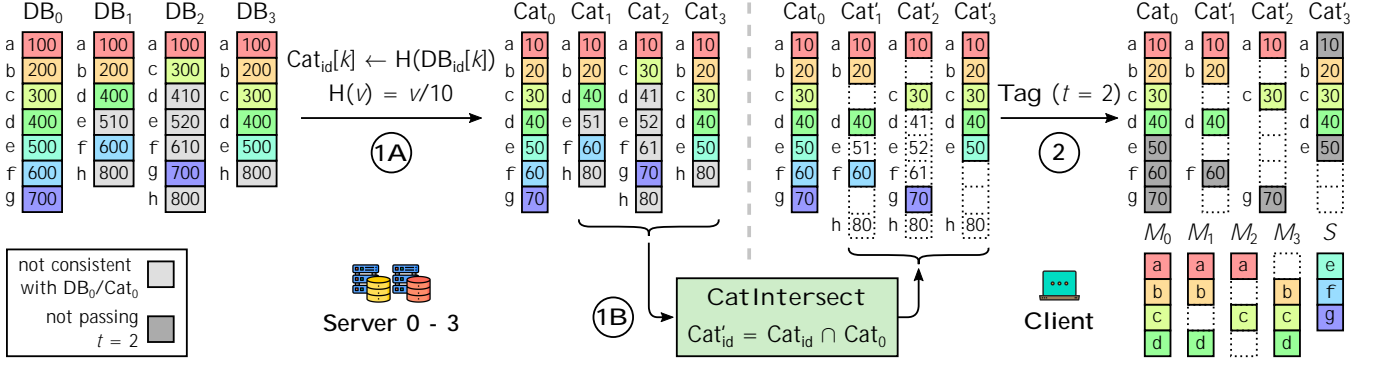 DB₀ DB₁ DB₂ DB₃
a 100 a 100 a 100 a 100
b 200 b 200 c 300 b 200
c 300 d 400 d 410 c 300
d 400 e 510 e 520 d 400
e 500 f 600 f 610 e 500
f 600 h 800 g 700 h 800
g 700 h 800
Cat_id[k] ← H(DB_id[k])
H(v) = v/10
1A
Cat₀ Cat₁ Cat₂ Cat₃
a 10 a 10 a 10 a 10
b 20 b 20 c 30 b 20
c 30 d 40 d 41 c 30
d 40 e 51 e 52 d 40
e 50 f 60 f 61 e 50
f 60 h 80 g 70 h 80
g 70 h 80
Cat₀ Cat′₁ Cat′₂ Cat′₃
a 10 a 10 a 10 a 10
b 20 b 20 b 20
c 30 c 30 c 30
d 40 d 40 d 41 d 40
e 50 e 51 e 52 e 50
f 60 f 60 f 61
g 70 g 70
h 80 h 80 h 80
Tag (t = 2)
2
Cat₀ Cat′₁ Cat′₂ Cat′₃
a 10 a 10 a 10 a 10
b 20 b 20 b 20
c 30 c 30 c 30
d 40 d 40 d 40
e 50 e 50
f 60 f 60
g 70 g 70
not consistent
with DB₀/Cat₀
not passing
t = 2
Server 0 - 3
1B
CatIntersect
Cat′_id = Cat_id ∩ Cat₀
Client
M₀ M₁ M₂ M₃ S
a a a e
b b b f
c c c g
d d d